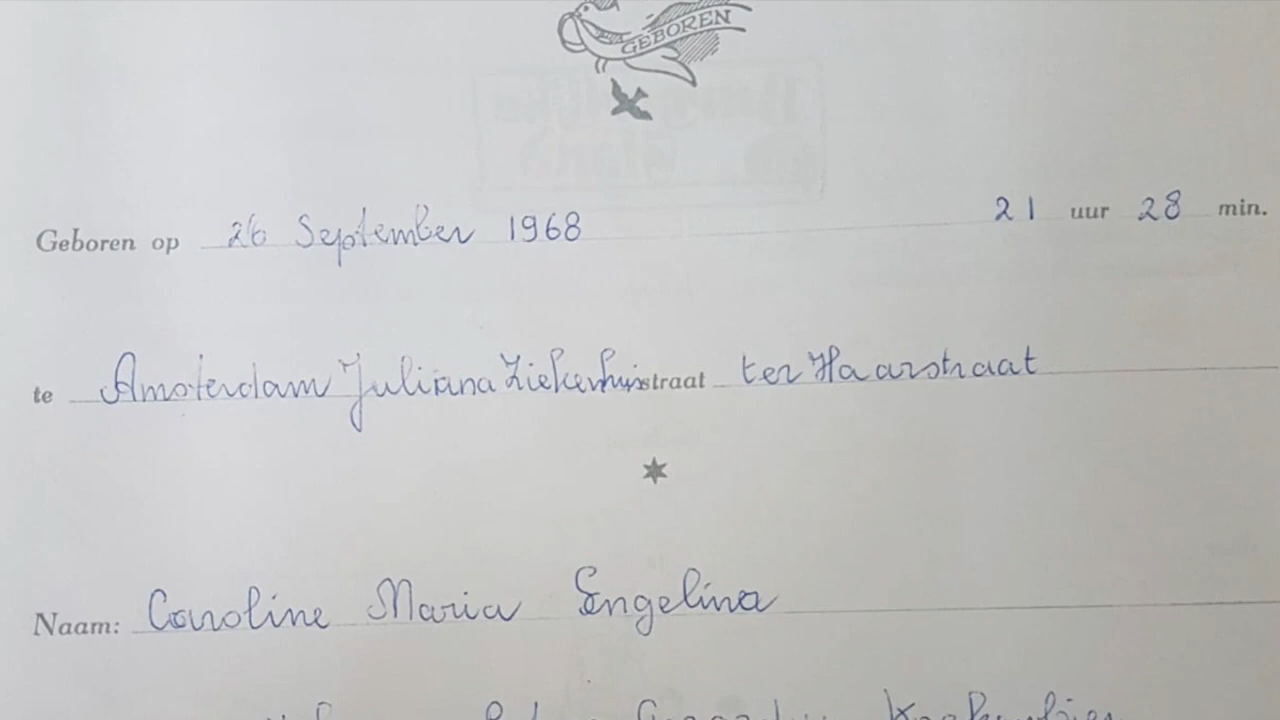 GEBOREN
Geboren op 26 September 1968 21 uur 28 min.
te Amsterdam Juliana Ziekenhuis straat ter Haarstraat
Naam: Caroline Maria Engelina